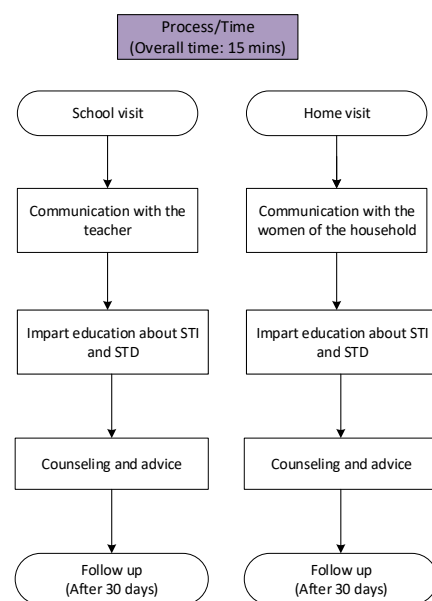 Process/Time
(Overall time: 15 mins)
School visit
Communication with the
teacher
Impart education about STI
and STD
Counseling and advice
Follow up
(After 30 days)
Home visit
Communication with the
women of the household
Impart education about STI
and STD
Counseling and advice
Follow up
(After 30 days)